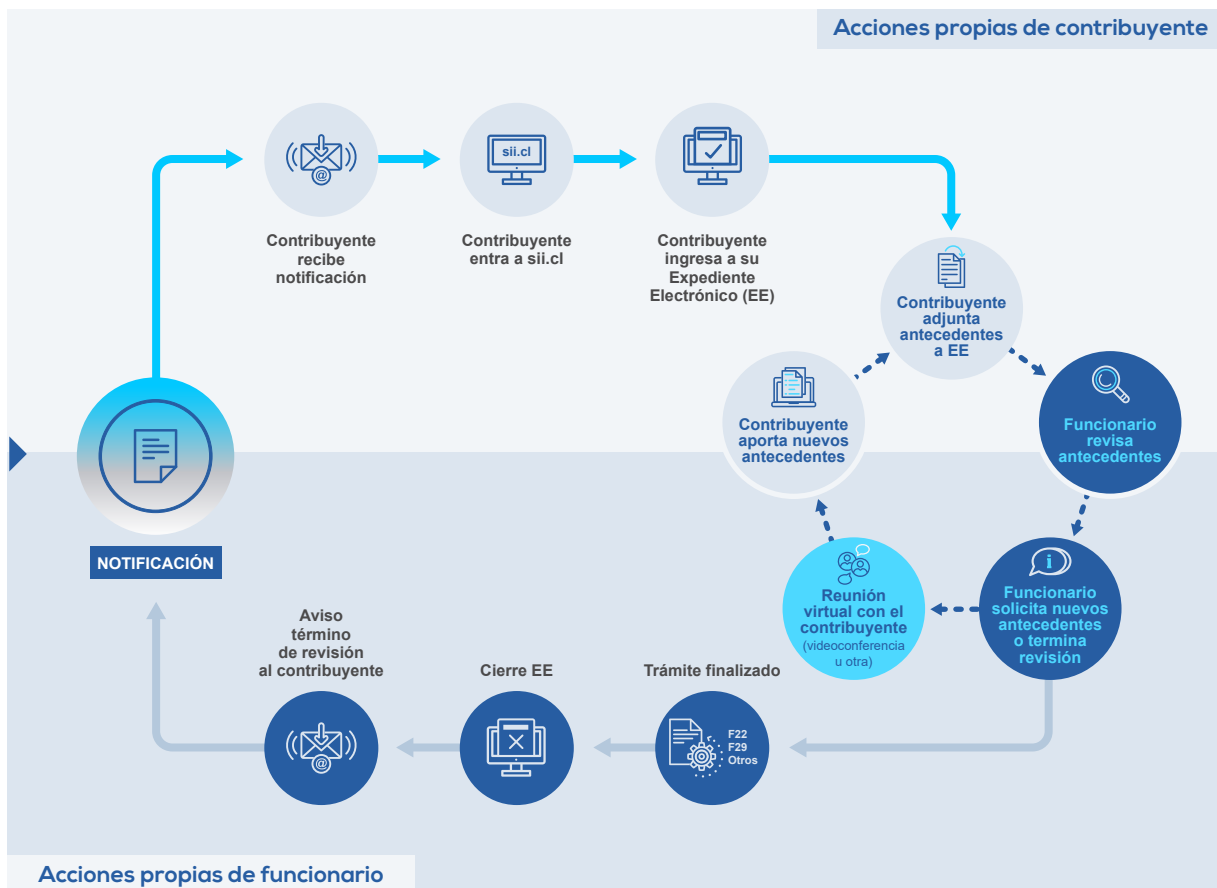 Acciones propias de contribuyente
sii.cl
Contribuyente
recibe
notificación
Contribuyente
entra a sii.cl
Contribuyente
ingresa a su
Expediente
Electrónico (EE)
Contribuyente
adjunta
antecedentes
a EE
Contribuyente
aporta nuevos
antecedentes
Funcionario
revisa
antecedentes
NOTIFICACIÓN
Reunión
virtual con el
contribuyente
(videoconferencia
u otra)
i
Funcionario
solicita nuevos
antecedentes
o termina
revisión
Aviso
término
de revisión
al contribuyente
Cierre EE
Trámite finalizado
F22
F29
Otros
@
@
Acciones propias de funcionario